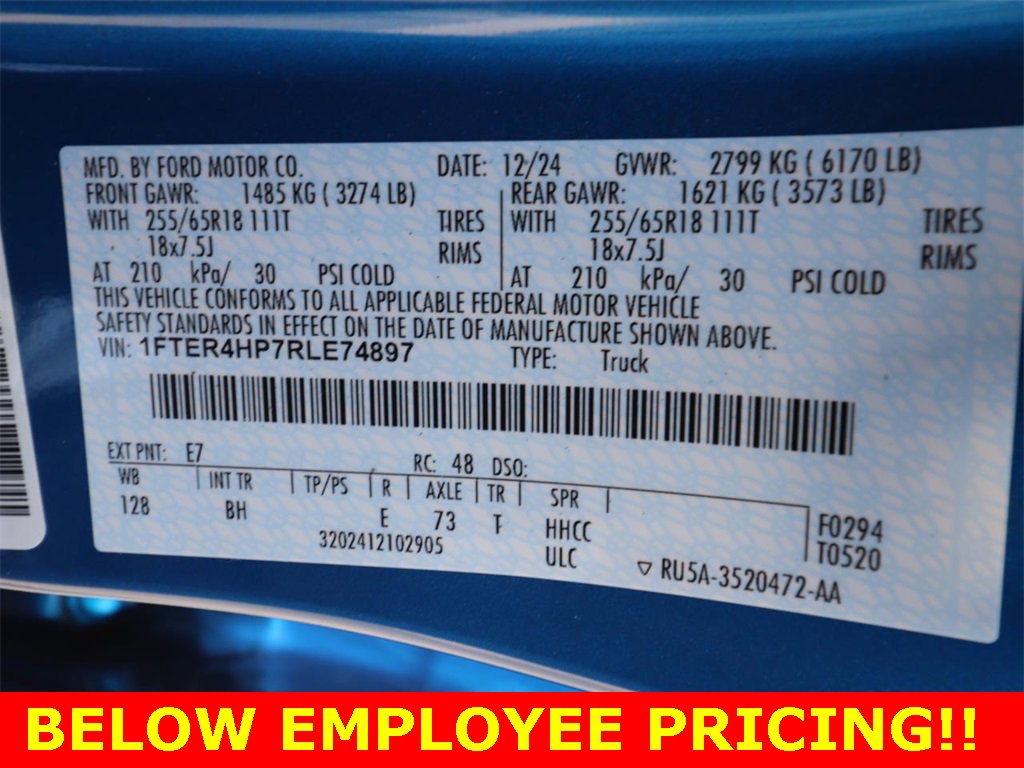 MFD. BY FORD MOTOR CO. DATE: 12/24 GVWR: 2799 KG ( 6170 LB)
FRONT GAWR: 1485 KG ( 3274 LB) REAR GAWR: 1621 KG ( 3573 LB)
WITH 255/65R18 111T TIRES WITH 255/65R18 111T TIRES
18x7.5J RIMS 18x7.5J RIMS
AT 210 kPa/ 30 PSI COLD AT 210 kPa/ 30 PSI COLD
THIS VEHICLE CONFORMS TO ALL APPLICABLE FEDERAL MOTOR VEHICLE
SAFETY STANDARDS IN EFFECT ON THE DATE OF MANUFACTURE SHOWN ABOVE.
VIN: 1FTER4HP7RLE74897 TYPE: Truck
EXT PNT: E7 RC: 48 DSO:
WB INT TR TP/PS R AXLE TR SPR
128 BH E 73 T HHCC F0294
3202412102905 ULC T0520
RU5A-3520472-AA
BELOW EMPLOYEE PRICING!!